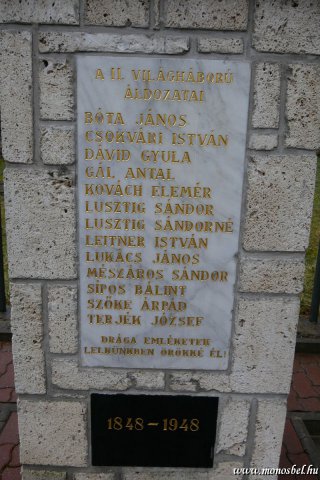 A II. VILÁGHÁBORÚ
ÁLDOZATAI
BÓTA JÁNOS
CSOKVÁRI ISTVÁN
DÁVID GYULA
GÁL ANTAL
KOVÁCH ELEMÉR
LUSZTIG SÁNDOR
LUSZTIG SÁNDORNÉ
LEITNER ISTVÁN
LUKÁCS JÁNOS
MÉSZÁROS SÁNDOR
SIPOS BÁLINT
SZŐKE ÁRPÁD
TERJÉK JÓZSEF
DRÁGA EMLÉKETEK
LELKÜNKBEN ÖRÖKKÉ ÉL!
1848-1948
www.monosbel.hu